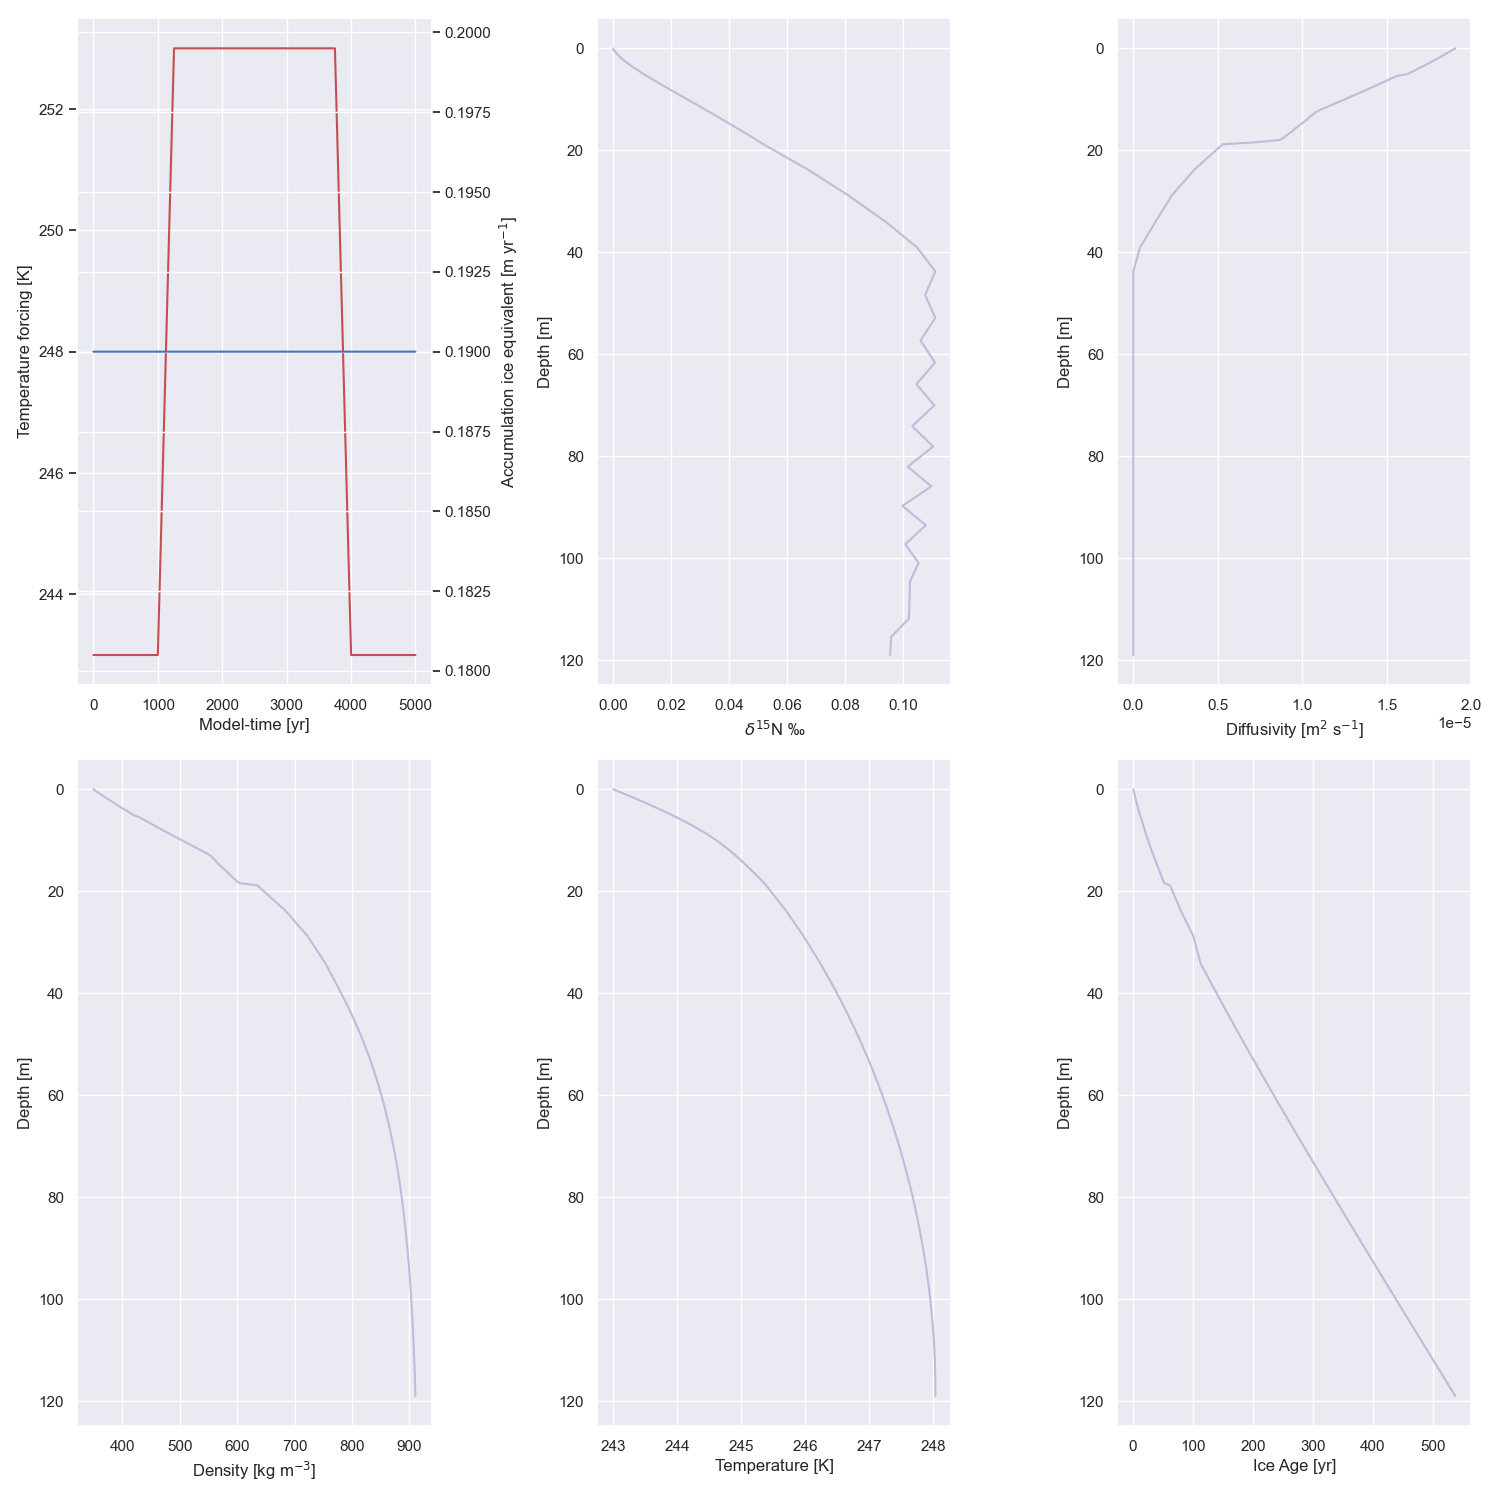 252
250
248
246
244
Temperature forcing [K]
0 1000 2000 3000 4000 5000
Model-time [yr]
0.2000
0.1975
0.1950
0.1925
0.1900
0.1875
0.1850
0.1825
0.1800
Accumulation ice equivalent [m yr⁻¹]
0
20
40
60
80
100
120
Depth [m]
0.00 0.02 0.04 0.06 0.08 0.10
δ¹⁵N ‰
0
20
40
60
80
100
120
Depth [m]
0.0 0.5 1.0 1.5 2.0
1e−5
Diffusivity [m² s⁻¹]
0
20
40
60
80
100
120
Depth [m]
400 500 600 700 800 900
Density [kg m⁻³]
0
20
40
60
80
100
120
Depth [m]
243 244 245 246 247 248
Temperature [K]
0
20
40
60
80
100
120
Depth [m]
0 100 200 300 400 500
Ice Age [yr]